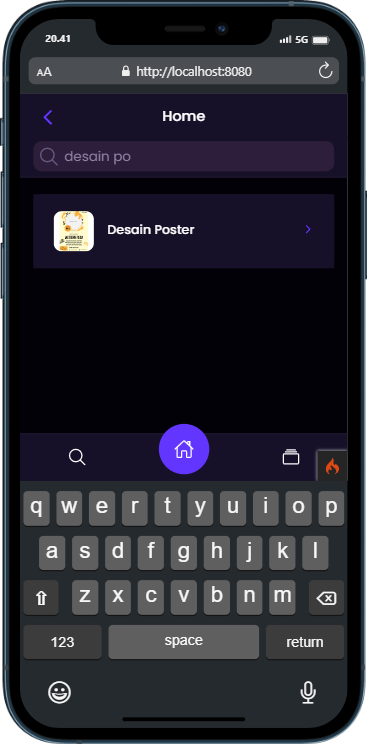 20.41
5G
AA
http://localhost:8080
Home
desain po
Desain Poster
q w e r t y u i o p
a s d f g h j k l
z x c v b n m
123 space return